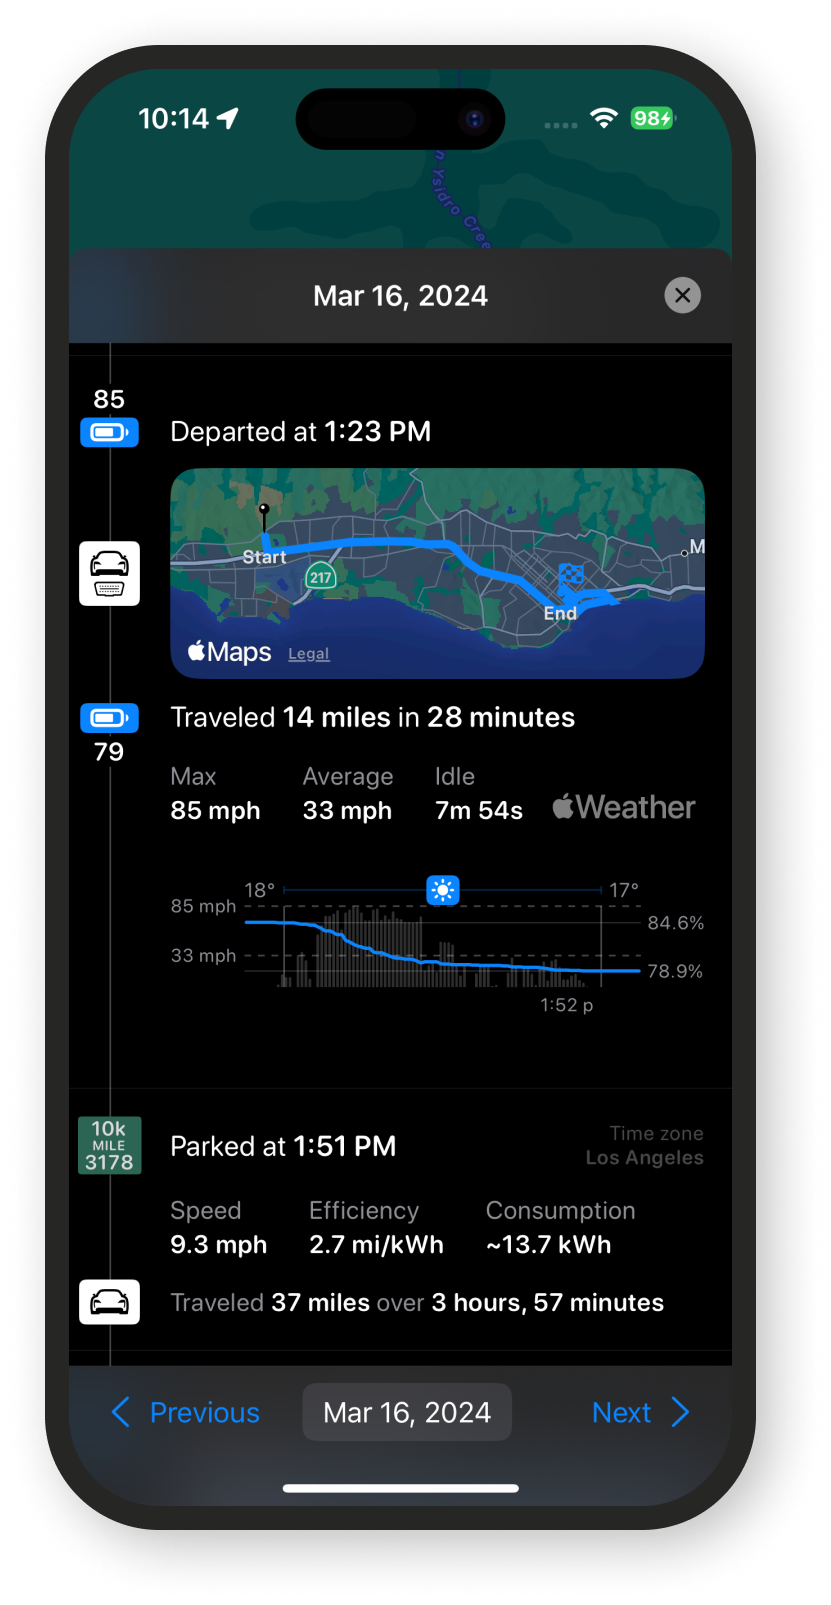 10:14
98
Ysidro Cree
Mar 16, 2024
85
Departed at 1:23 PM
Start
217
M
End
Maps Legal
Traveled 14 miles in 28 minutes
79
Max Average Idle
85 mph 33 mph 7m 54s Weather
18° 17°
85 mph
84.6%
33 mph
78.9%
1:52 p
10k
MILE
3178
Parked at 1:51 PM
Time zone
Los Angeles
Speed Efficiency Consumption
9.3 mph 2.7 mi/kWh ~13.7 kWh
Traveled 37 miles over 3 hours, 57 minutes
Previous Mar 16, 2024 Next